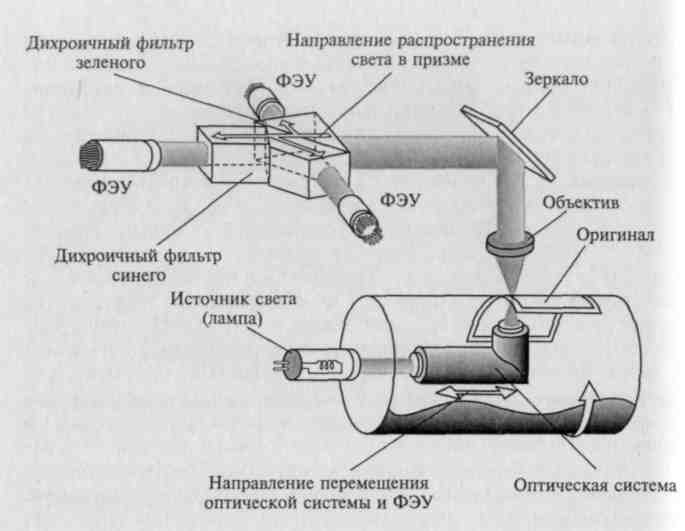 Дихроичный фильтр
зеленого
Направление распространения
света в призме
ФЭУ
Зеркало
ФЭУ
ФЭУ
Объектив
Оригинал
Дихроичный фильтр
синего
Источник света
(лампа)
Направление перемещения
оптической системы и ФЭУ
Оптическая система